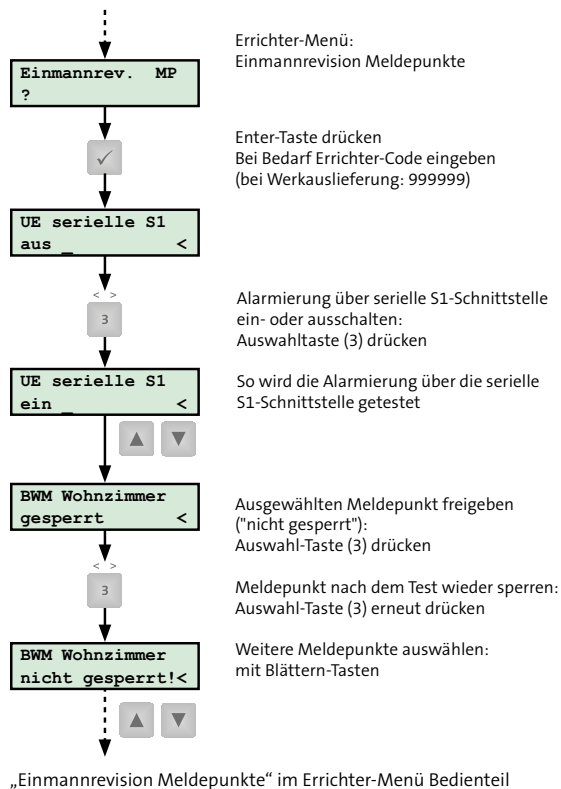 Errichter-Menü:
Einmannrevision Meldepunkte
Einmannrev. MP
?
Enter-Taste drücken
Bei Bedarf Errichter-Code eingeben
(bei Werkauslieferung: 999999)
UE serielle S1
aus _ <
< >
3
Alarmierung über serielle S1-Schnittstelle
ein- oder ausschalten:
Auswahltaste (3) drücken
UE serielle S1
ein _ <
So wird die Alarmierung über die serielle
S1-Schnittstelle getestet
BWM Wohnzimmer
gesperrt <
Ausgewählten Meldepunkt freigeben
("nicht gesperrt"):
Auswahl-Taste (3) drücken
< >
3
Meldepunkt nach dem Test wieder sperren:
Auswahl-Taste (3) erneut drücken
BWM Wohnzimmer
nicht gesperrt!<
Weitere Meldepunkte auswählen:
mit Blättern-Tasten
„Einmannrevision Meldepunkte“ im Errichter-Menü Bedienteil